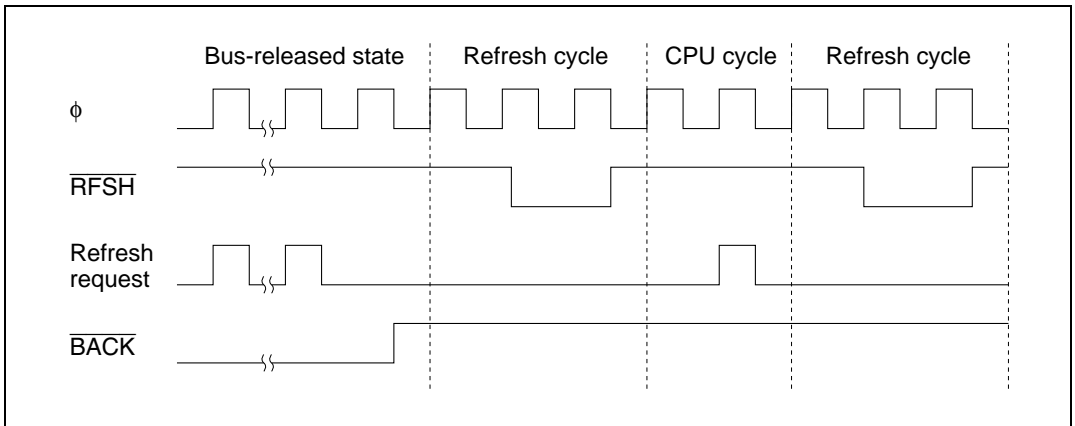 Bus-released state Refresh cycle CPU cycle Refresh cycle
ϕ
RFSH
Refresh
request
BACK